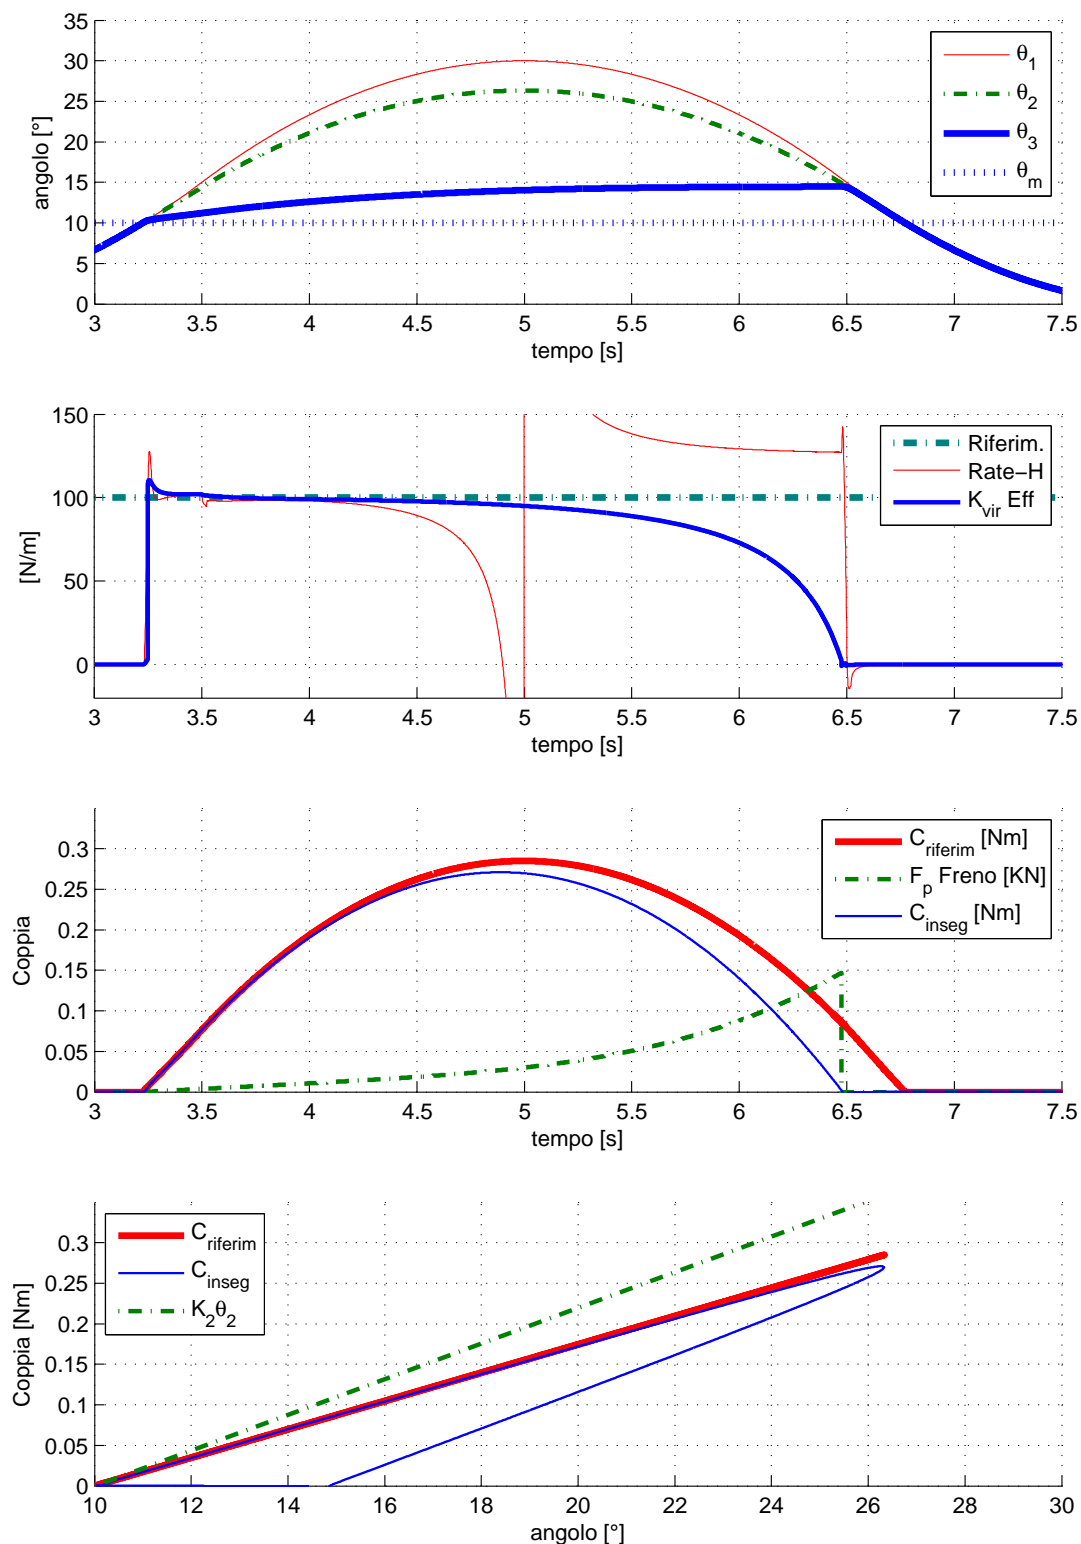 35
30
25
20
15
10
5
0
angolo [°]
3 3.5 4 4.5 5 5.5 6 6.5 7 7.5
tempo [s]
θ1
θ2
θ3
θm
150
100
50
0
[N/m]
3 3.5 4 4.5 5 5.5 6 6.5 7 7.5
tempo [s]
Riferim.
Rate−H
Kvir Eff
0.3
0.25
0.2
0.15
0.1
0.05
0
Coppia
3 3.5 4 4.5 5 5.5 6 6.5 7 7.5
tempo [s]
Criferim [Nm]
Fp Freno [KN]
Cinseg [Nm]
0.3
0.25
0.2
0.15
0.1
0.05
0
Coppia [Nm]
10 12 14 16 18 20 22 24 26 28 30
angolo [°]
Criferim
Cinseg
K2θ2